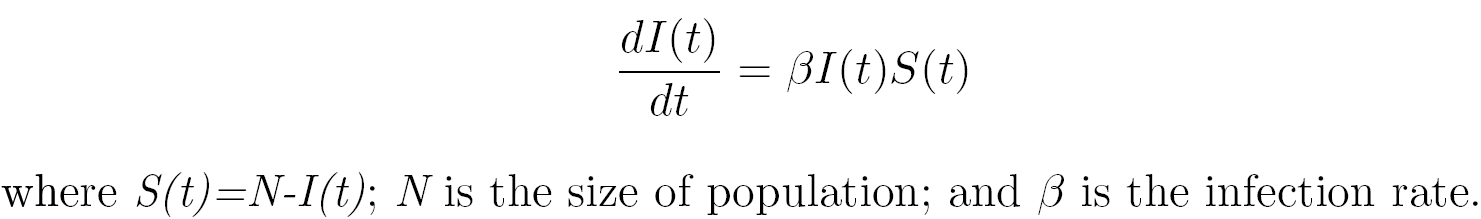 dI(t)/dt = βI(t)S(t)
where S(t)=N-I(t); N is the size of population; and β is the infection rate.